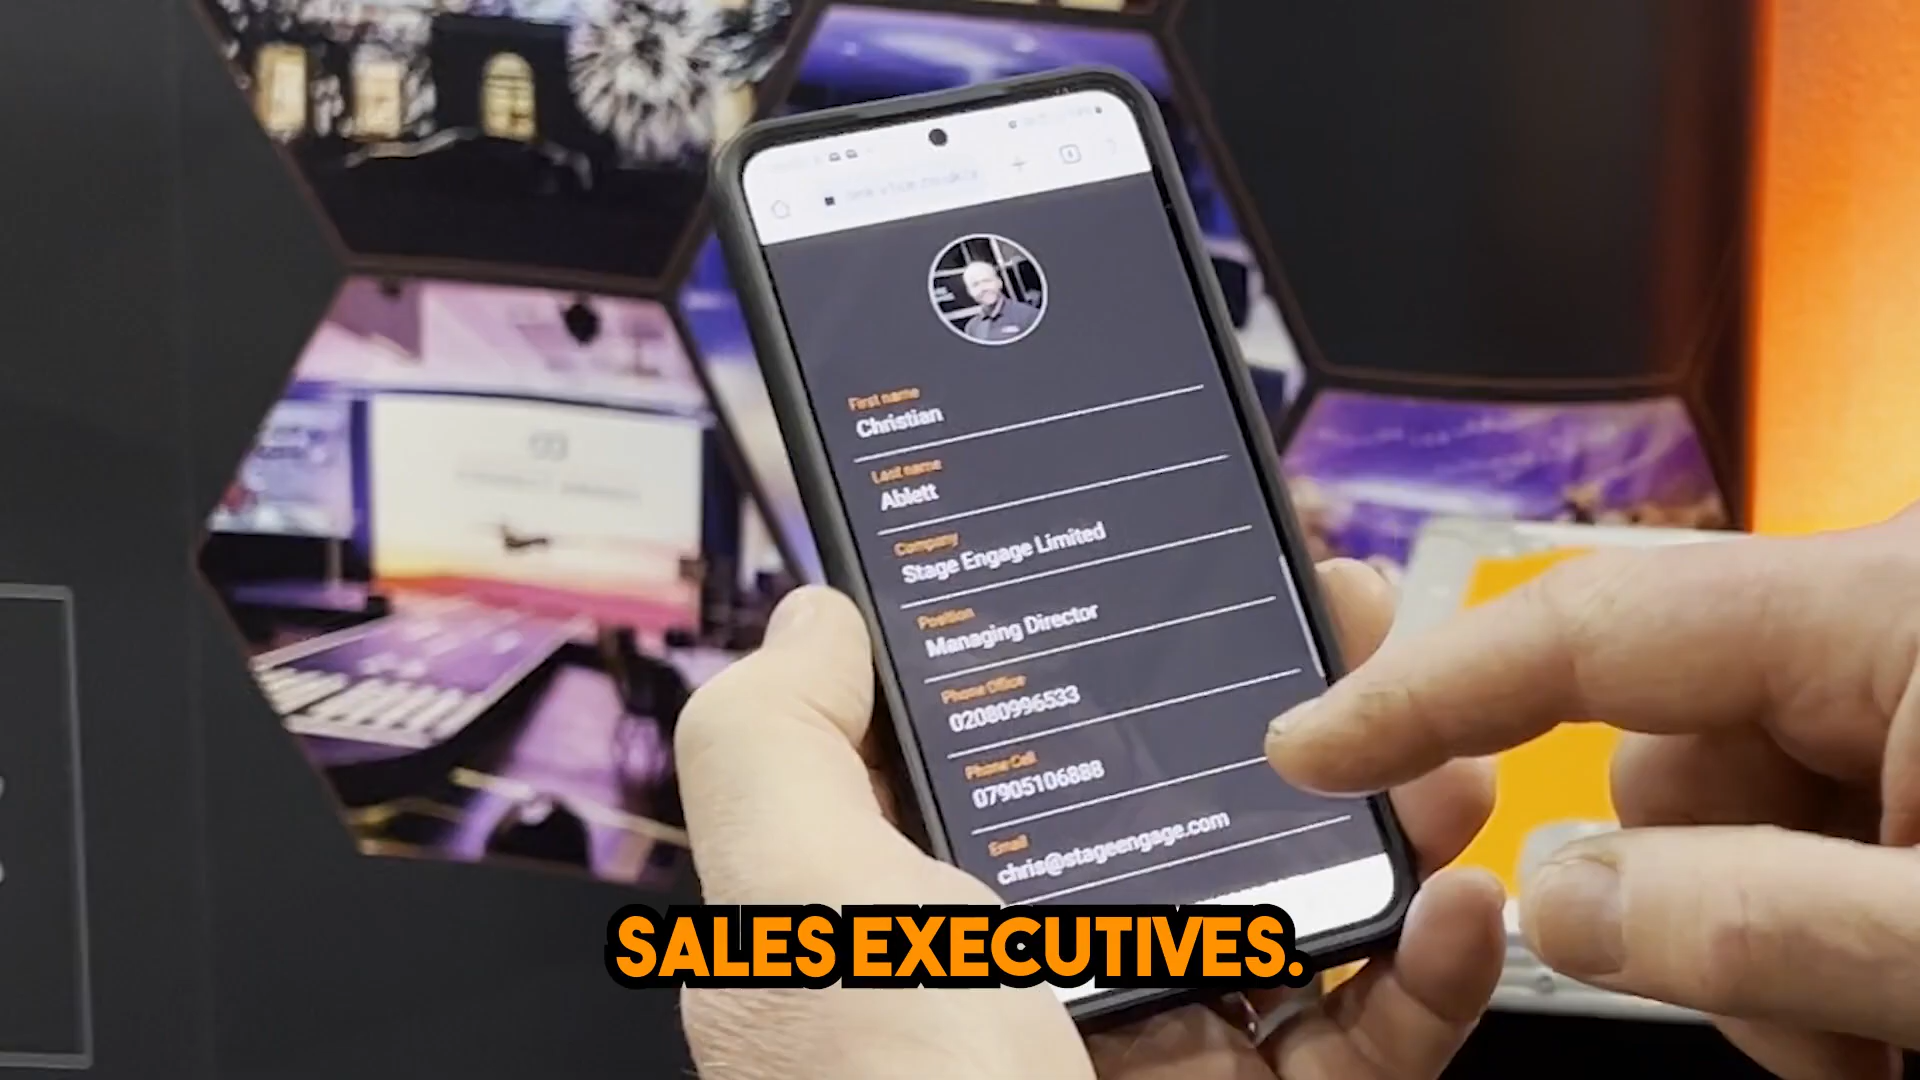 First name
Christian
Last name
Ablett
Company
Stage Engage Limited
Position
Managing Director
Phone Office
02080996533
Phone Cell
07905106888
Email
chris@stageengage.com
SALES EXECUTIVES.